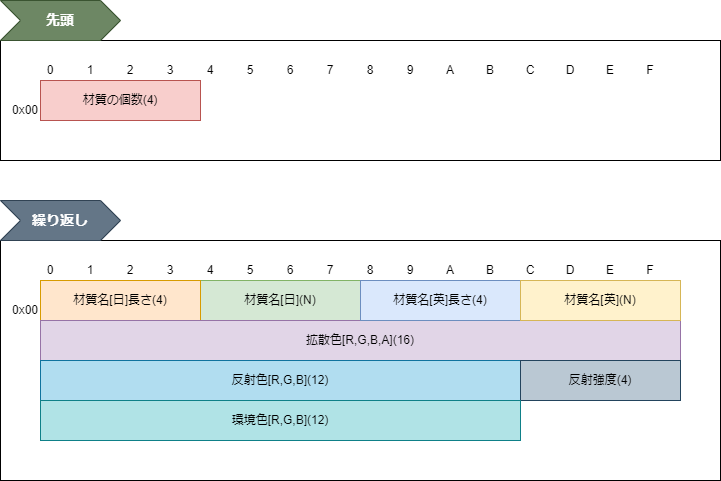 先頭
0 1 2 3 4 5 6 7 8 9 A B C D E F
0x00 材質の個数(4)
繰り返し
0 1 2 3 4 5 6 7 8 9 A B C D E F
0x00 材質名[日]長さ(4) 材質名[日](N) 材質名[英]長さ(4) 材質名[英](N)
拡散色[R,G,B,A](16)
反射色[R,G,B](12) 反射強度(4)
環境色[R,G,B](12)